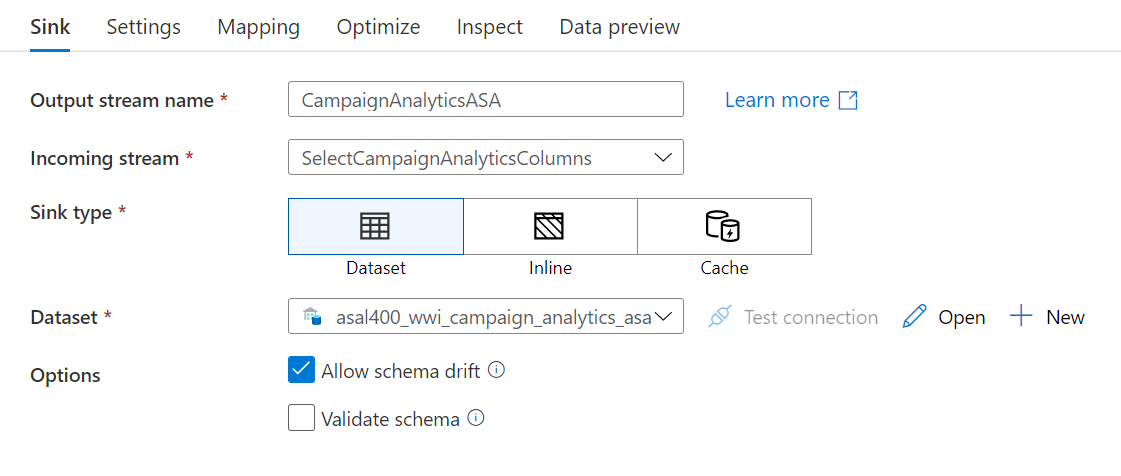 Sink Settings Mapping Optimize Inspect Data preview
Output stream name * CampaignAnalyticsASA Learn more
Incoming stream * SelectCampaignAnalyticsColumns
Sink type *
Dataset Inline Cache
Dataset * asal400_wwi_campaign_analytics_asa Test connection Open New
Options Allow schema drift
Validate schema